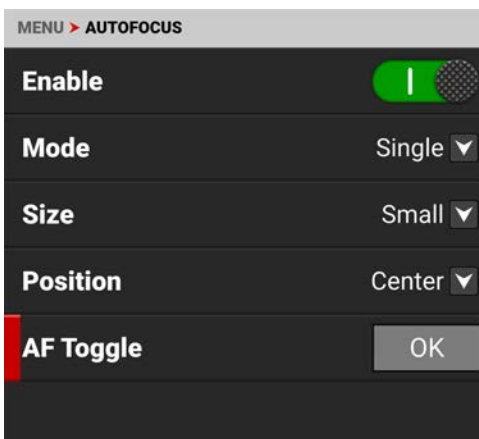 MENU > AUTOFOCUS
Enable
Mode Single
Size Small
Position Center
AF Toggle OK